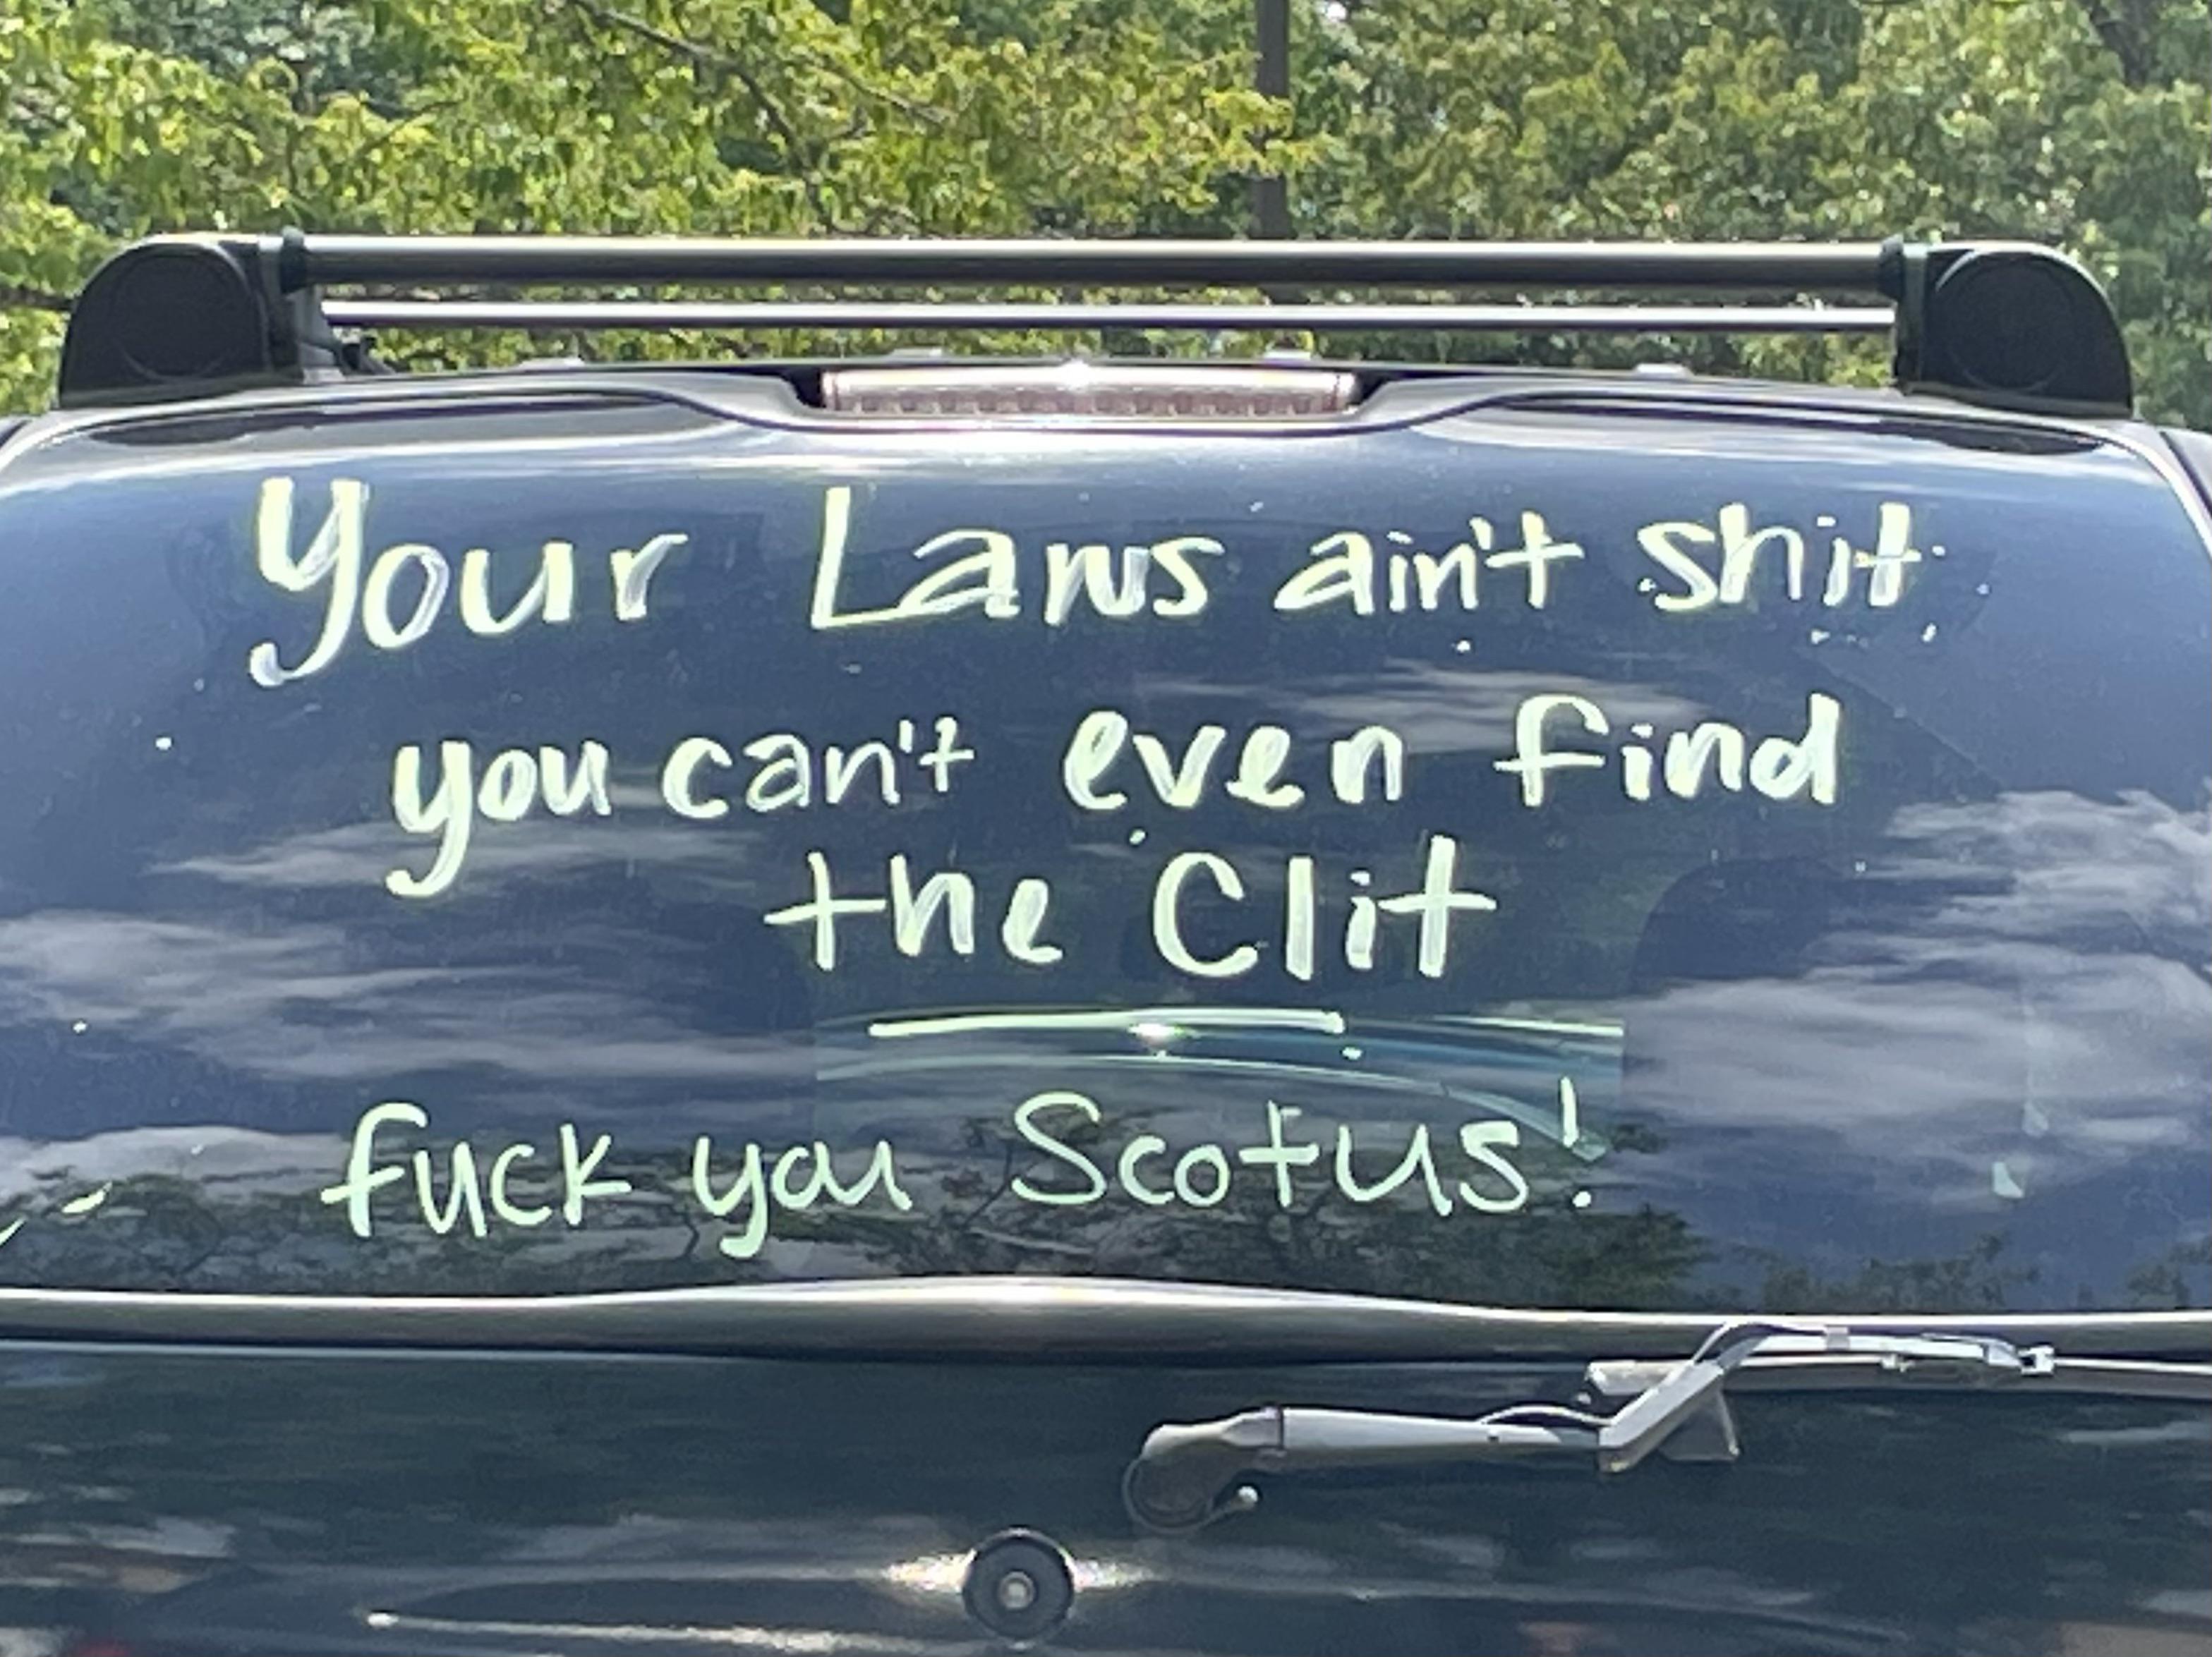 Your Laws ain't shit
you can't even find
the Clit
fuck you Scotus!